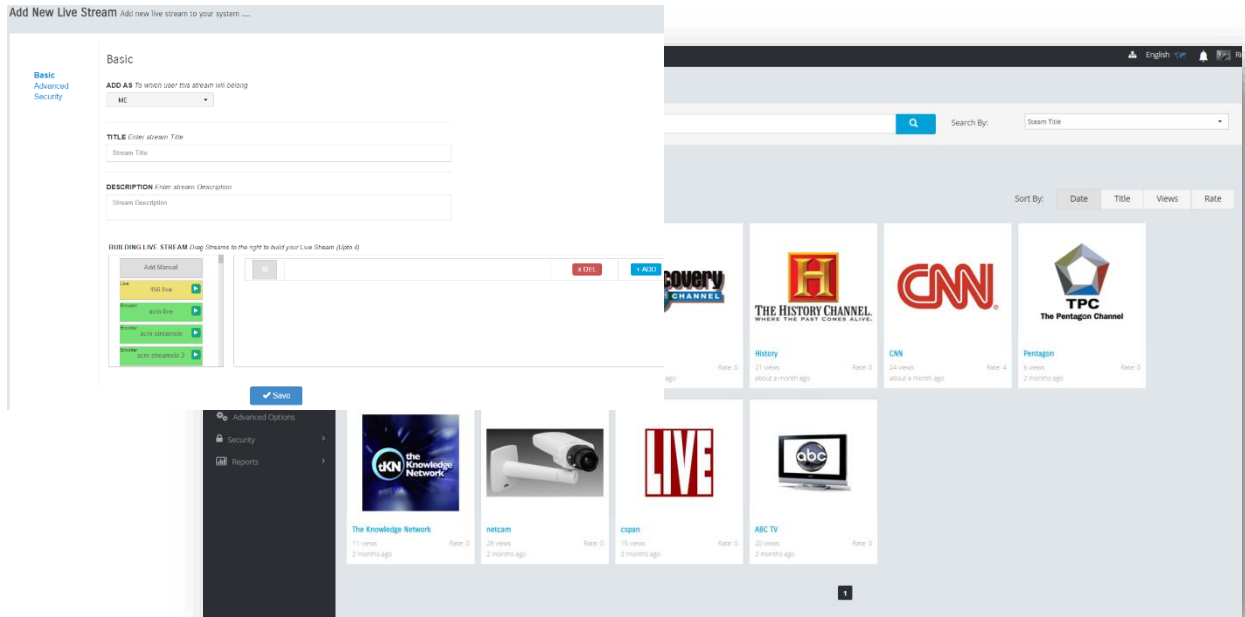 Add New Live Stream Add new live stream to your system .....
Basic
Advanced
Security
Basic
ADD AS To which user this stream will belong
ME
TITLE Enter stream Title
Stream Title
DESCRIPTION Enter stream Description
Stream Description
BUILDING LIVE STREAM Drag Streams to the right to build your Live Stream (Upto 4)
Add Manual
Live
456 live
Encoder
acm live
Encoder
acm streamsle
Encoder
acm streamsle 2
x DEL
+ ADD
Save
English
Search By:
Steam Title
Sort By:
Date
Title
Views
Rate
covery
CHANNEL
Rate: 0
ago
H
THE HISTORY CHANNEL.
WHERE THE PAST COMES ALIVE.
History
21 views
Rate: 0
about a month ago
CNN
CNN
24 views
Rate: 4
about a month ago
TPC
The Pentagon Channel
Pentagon
9 views
Rate: 0
2 months ago
Advanced Options
Security
Reports
tKN
the
Knowledge
Network
The Knowledge Network
11 views
Rate: 0
2 months ago
netcam
28 views
Rate: 0
2 months ago
LIVE
cspan
15 views
Rate: 0
2 months ago
abc
ABC TV
20 views
Rate: 0
2 months ago
1